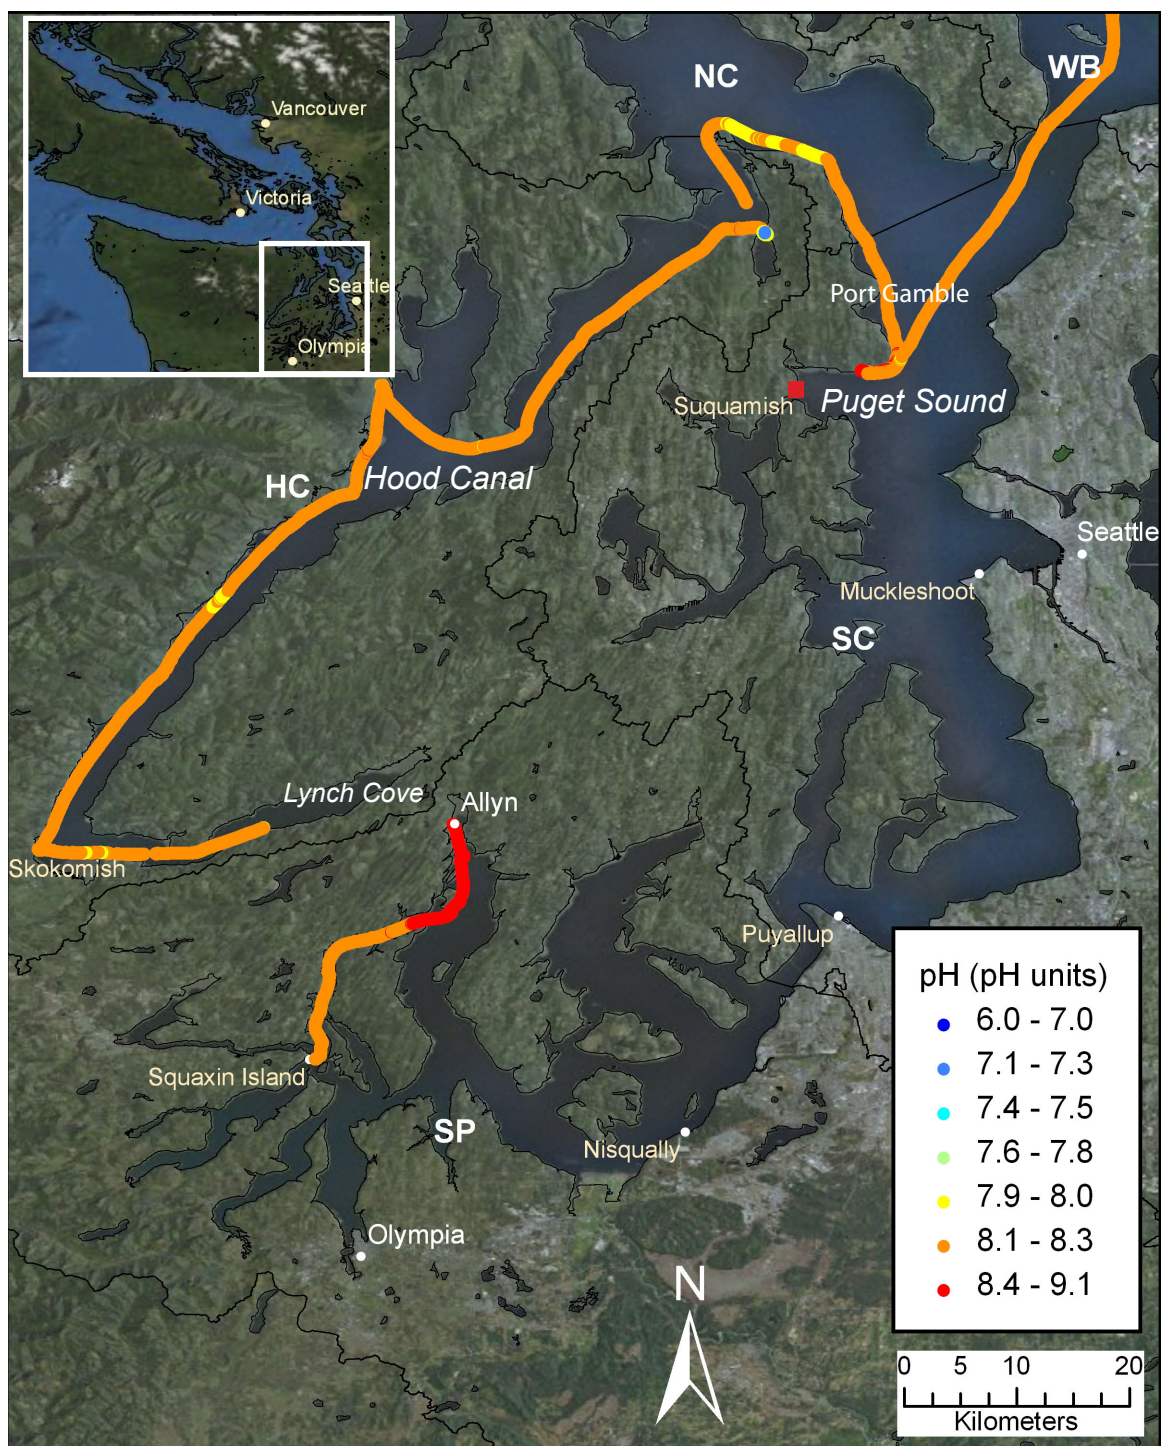 NC
WB
Vancouver
Victoria
Seattle
Olympia
Port Gamble
Suquamish
Puget Sound
HC
Hood Canal
Seattle
Muckleshoot
SC
Lynch Cove
Allyn
Skokomish
Puyallup
pH (pH units)
6.0 - 7.0
7.1 - 7.3
7.4 - 7.5
7.6 - 7.8
7.9 - 8.0
8.1 - 8.3
8.4 - 9.1
Squaxin Island
SP
Nisqually
Olympia
N
0 5 10 20
Kilometers